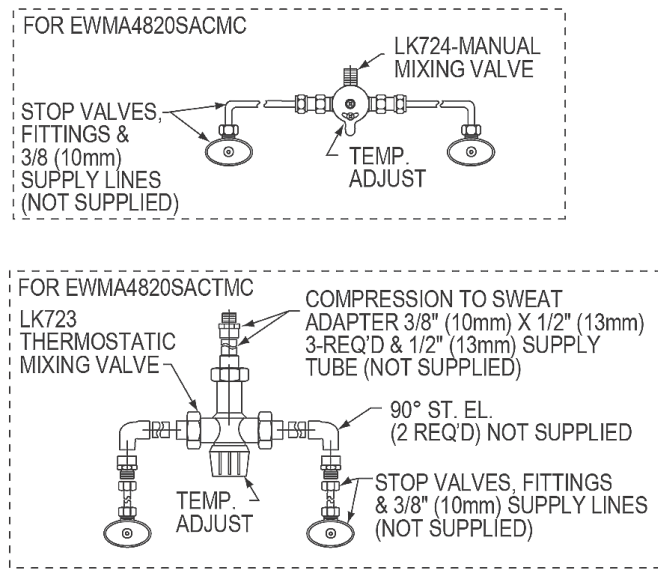 FOR EWMA4820SACMC
LK724-MANUAL
MIXING VALVE
STOP VALVES,
FITTINGS &
3/8 (10mm)
SUPPLY LINES
(NOT SUPPLIED)
TEMP.
ADJUST
FOR EWMA4820SACTMC
LK723
THERMOSTATIC
MIXING VALVE
COMPRESSION TO SWEAT
ADAPTER 3/8" (10mm) X 1/2" (13mm)
3-REQ'D & 1/2" (13mm) SUPPLY
TUBE (NOT SUPPLIED)
90° ST. EL.
(2 REQ'D) NOT SUPPLIED
TEMP.
ADJUST
STOP VALVES, FITTINGS
& 3/8" (10mm) SUPPLY LINES
(NOT SUPPLIED)